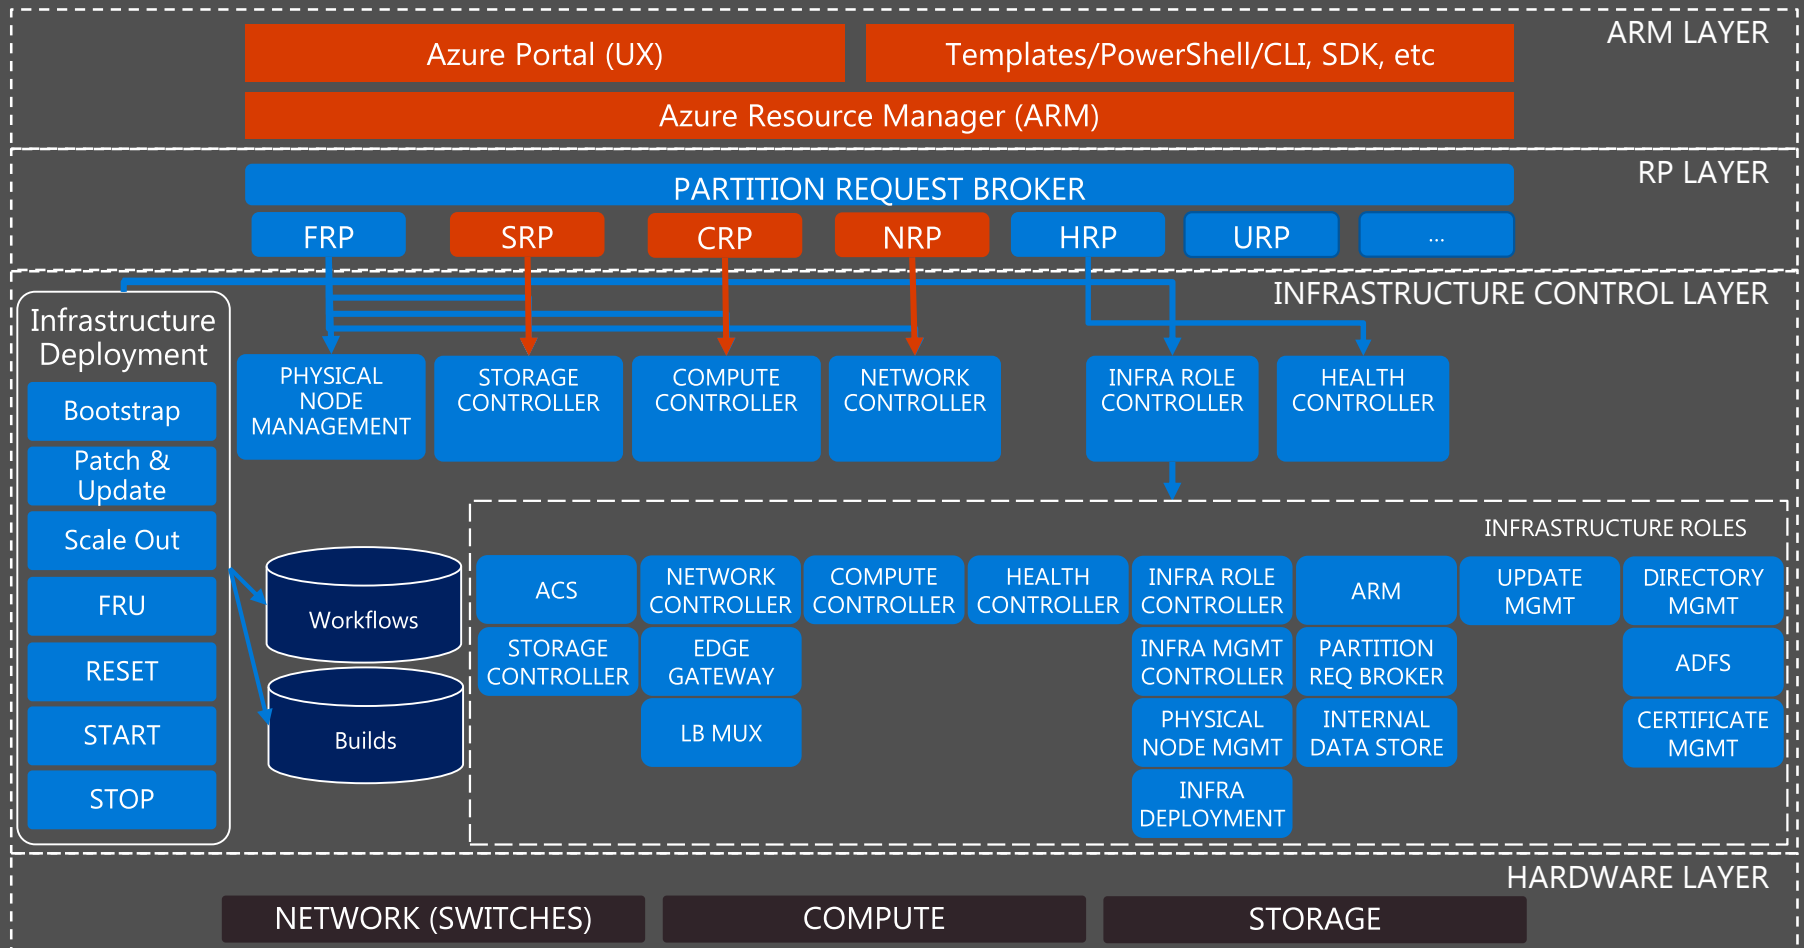 ARM LAYER
Azure Portal (UX)
Templates/PowerShell/CLI, SDK, etc
Azure Resource Manager (ARM)
RP LAYER
PARTITION REQUEST BROKER
FRP
SRP
CRP
NRP
HRP
URP
...
INFRASTRUCTURE CONTROL LAYER
Infrastructure
Deployment
Bootstrap
Patch &
Update
Scale Out
FRU
RESET
START
STOP
PHYSICAL
NODE
MANAGEMENT
STORAGE
CONTROLLER
COMPUTE
CONTROLLER
NETWORK
CONTROLLER
INFRA ROLE
CONTROLLER
HEALTH
CONTROLLER
Workflows
Builds
INFRASTRUCTURE ROLES
ACS
NETWORK
CONTROLLER
COMPUTE
CONTROLLER
HEALTH
CONTROLLER
INFRA ROLE
CONTROLLER
ARM
UPDATE
MGMT
DIRECTORY
MGMT
STORAGE
CONTROLLER
EDGE
GATEWAY
INFRA MGMT
CONTROLLER
PARTITION
REQ BROKER
ADFS
LB MUX
PHYSICAL
NODE MGMT
INTERNAL
DATA STORE
CERTIFICATE
MGMT
INFRA
DEPLOYMENT
HARDWARE LAYER
NETWORK (SWITCHES)
COMPUTE
STORAGE